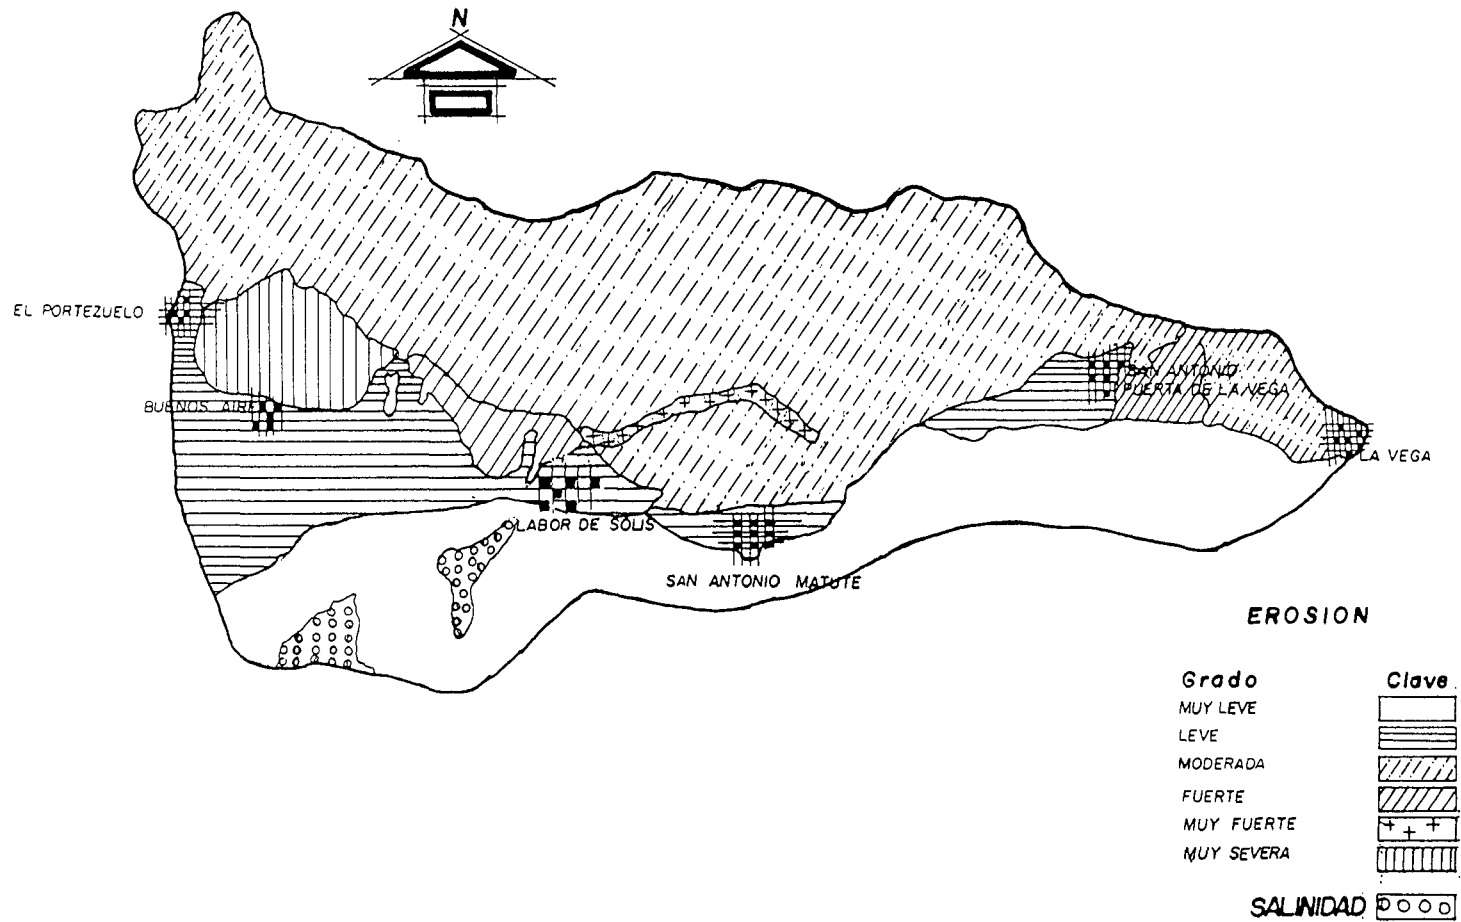 N
EL PORTEZUELO
BUENOS AIRE
SAN ANTONIO
PUERTA DE LA VEGA
LA VEGA
LABOR DE SOLIS
SAN ANTONIO MATUTE
EROSION
Grado Clave
MUY LEVE
LEVE
MODERADA
FUERTE
MUY FUERTE
MUY SEVERA
SALINIDAD